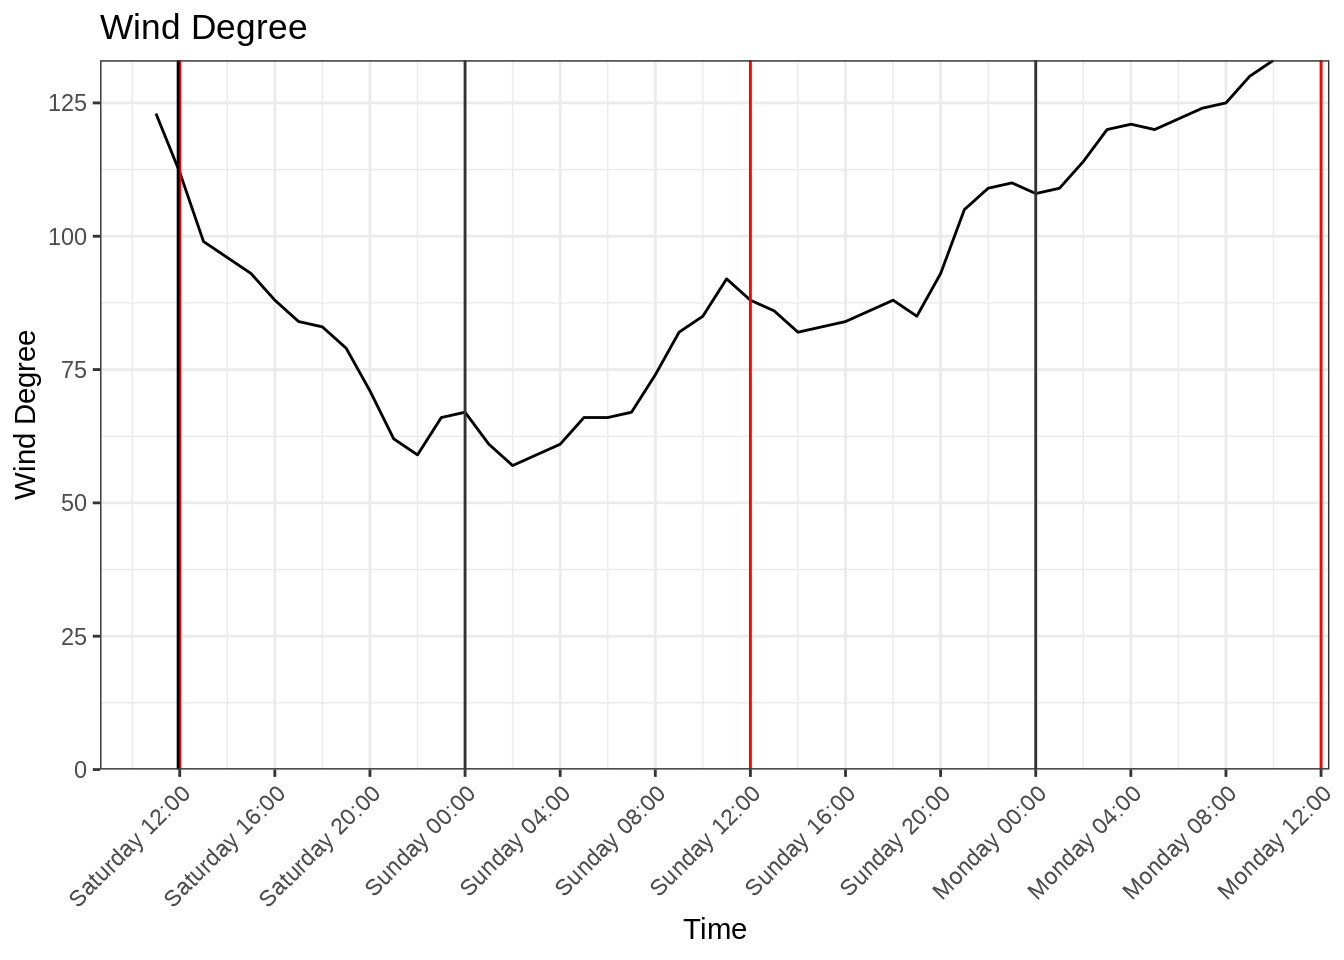 Wind Degree
Wind Degree
125
100
75
50
25
0
Saturday 12:00
Saturday 16:00
Saturday 20:00
Sunday 00:00
Sunday 04:00
Sunday 08:00
Sunday 12:00
Sunday 16:00
Sunday 20:00
Monday 00:00
Monday 04:00
Monday 08:00
Monday 12:00
Time